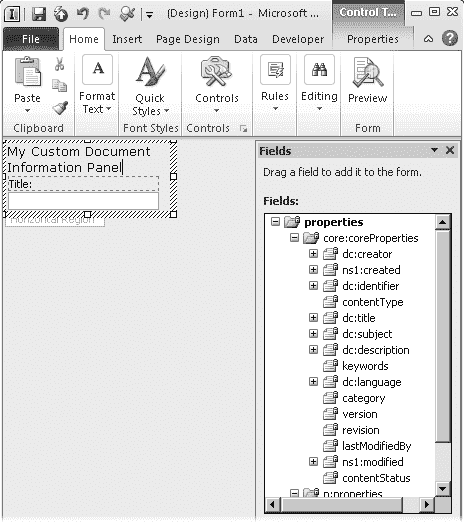 (Design) Form1 - Microsoft ...
Control T...
File Home Insert Page Design Data Developer Properties
Paste
Format Text
Quick Styles
Controls
Rules
Editing
Preview
Clipboard Font Styles Controls Form
My Custom Document
Information Panel
Title:
Horizontal Region
Fields
Drag a field to add it to the form.
Fields:
properties
core:coreProperties
dc:creator
ns1:created
dc:identifier
contentType
dc:title
dc:subject
dc:description
keywords
dc:language
category
version
revision
lastModifiedBy
ns1:modified
contentStatus
p:properties